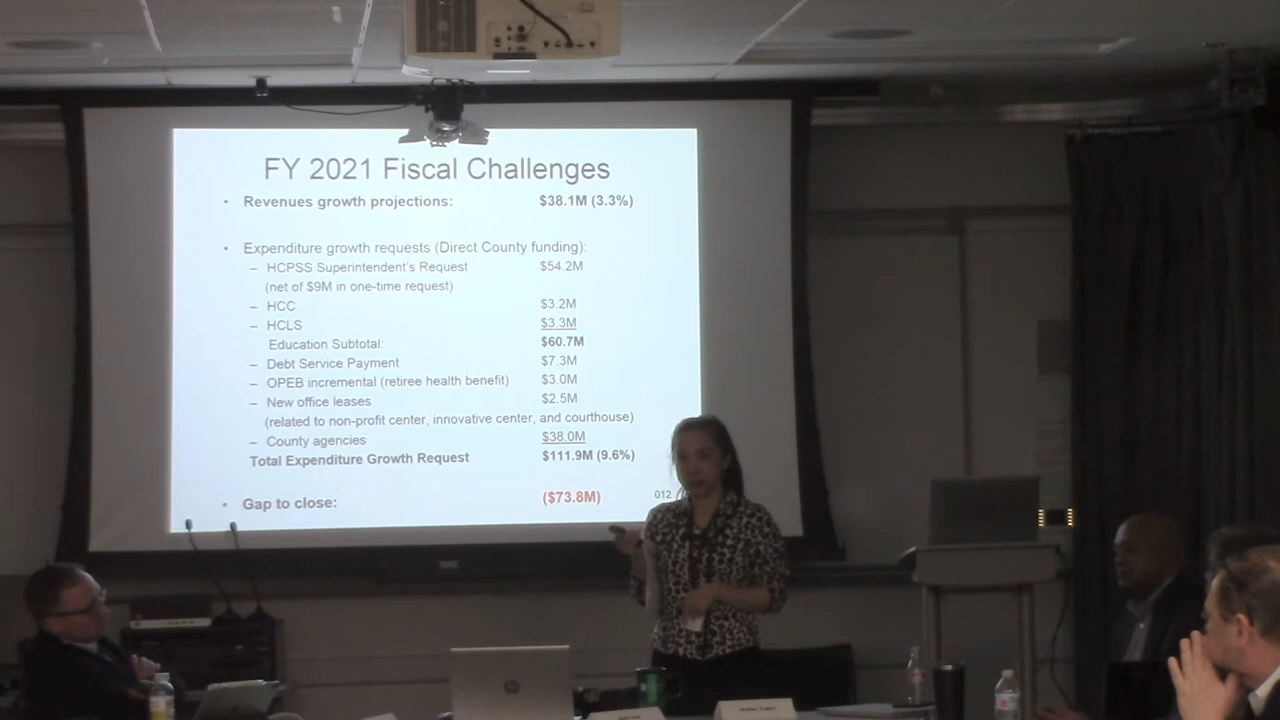 FY 2021 Fiscal Challenges
• Revenues growth projections: $38.1M (3.3%)
• Expenditure growth requests (Direct County funding):
– HCPSS Superintendent's Request $54.2M
(net of $9M in one-time request)
– HCC $3.2M
– HCLS $3.3M
Education Subtotal: $60.7M
– Debt Service Payment $7.3M
– OPEB incremental (retiree health benefit) $3.0M
– New office leases $2.5M
(related to non-profit center, innovative center, and courthouse)
– County agencies $38.0M
Total Expenditure Growth Request $111.9M (9.6%)
• Gap to close: ($73.8M)
012
hp